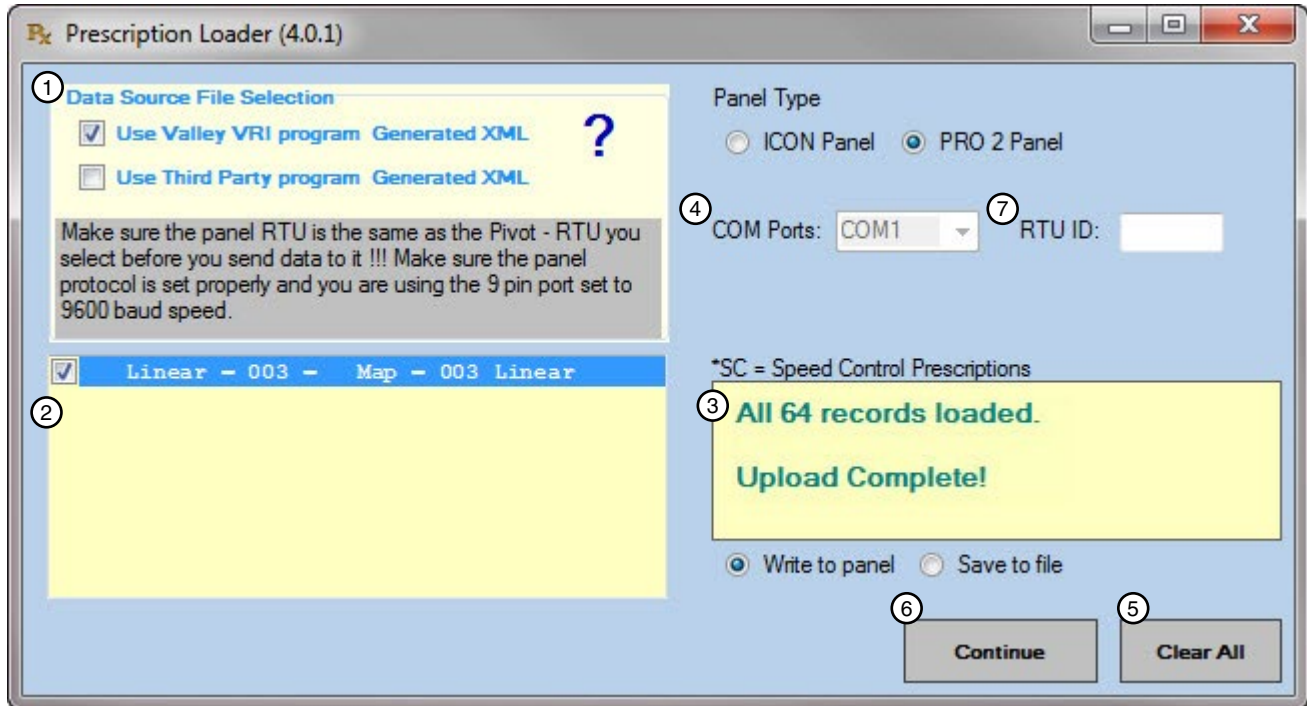 Rx Prescription Loader (4.0.1)
1
Data Source File Selection
Use Valley VRI program Generated XML
?
Use Third Party program Generated XML
Make sure the panel RTU is the same as the Pivot - RTU you
select before you send data to it !!! Make sure the panel
protocol is set properly and you are using the 9 pin port set to
9600 baud speed.
Panel Type
ICON Panel PRO 2 Panel
4 COM Ports: COM1 7 RTU ID:
Linear - 003 - Map - 003 Linear
2
*SC = Speed Control Prescriptions
3 All 64 records loaded.
Upload Complete!
Write to panel Save to file
6 5
Continue Clear All